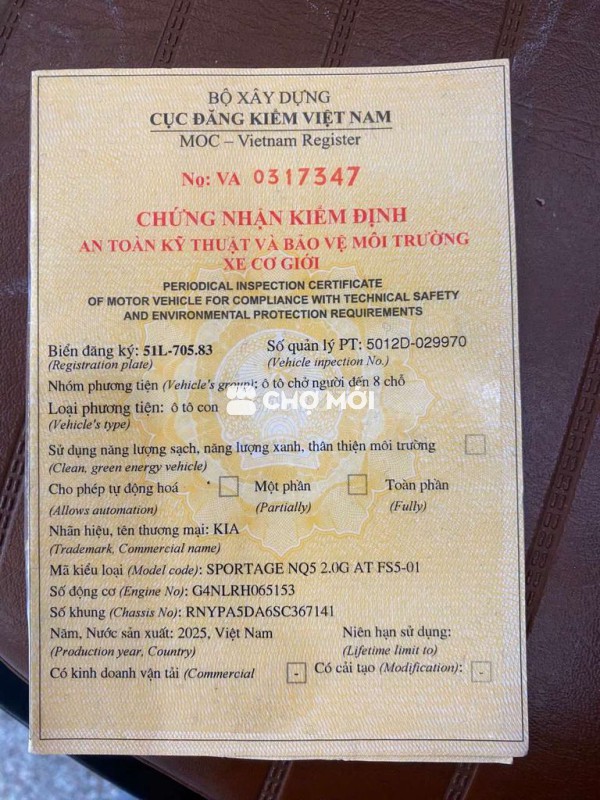 BỘ XÂY DỰNG
CỤC ĐĂNG KIỂM VIỆT NAM
MOC – Vietnam Register
Nọ: VA 0317347
CHỨNG NHẬN KIỂM ĐỊNH
AN TOÀN KỸ THUẬT VÀ BẢO VỆ MÔI TRƯỜNG
XE CƠ GIỚI
PERIODICAL INSPECTION CERTIFICATE
OF MOTOR VEHICLE FOR COMPLIANCE WITH TECHNICAL SAFETY
AND ENVIRONMENTAL PROTECTION REQUIREMENTS
Biển đăng ký: 51L-705.83 Số quản lý PT: 5012D-029970
(Registration plate) (Vehicle inpection No.)
Nhóm phương tiện (Vehicle's group): ô tô chở người đến 8 chỗ
CHỢ MỚI
Loại phương tiện: ô tô con
(Vehicle's type)
Sử dụng năng lượng sạch, năng lượng xanh, thân thiện môi trường
(Clean, green energy vehicle)
Cho phép tự động hoá Một phần Toàn phần
(Allows automation) (Partially) (Fully)
Nhãn hiệu, tên thương mại: KIA
(Trademark, Commercial name)
Mã kiểu loại (Model code): SPORTAGE NQ5 2.0G AT FS5-01
Số động cơ (Engine No): G4NLRH065153
Số khung (Chassis No): RNYPA5DA6SC367141
Năm, Nước sản xuất: 2025, Việt Nam Niên hạn sử dụng:
(Production year, Country) (Lifetime limit to)
Có kinh doanh vận tải (Commercial - Có cải tạo (Modification): -